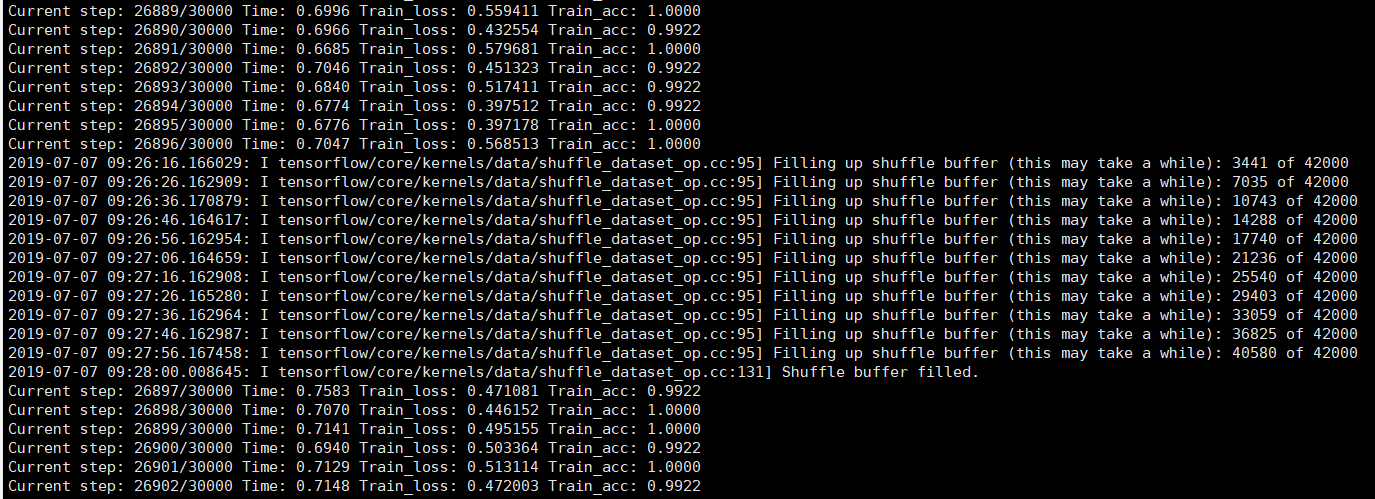 Current step: 26889/30000 Time: 0.6996 Train_loss: 0.559411 Train_acc: 1.0000
Current step: 26890/30000 Time: 0.6966 Train_loss: 0.432554 Train_acc: 0.9922
Current step: 26891/30000 Time: 0.6685 Train_loss: 0.579681 Train_acc: 1.0000
Current step: 26892/30000 Time: 0.7046 Train_loss: 0.451323 Train_acc: 0.9922
Current step: 26893/30000 Time: 0.6840 Train_loss: 0.517411 Train_acc: 0.9922
Current step: 26894/30000 Time: 0.6774 Train_loss: 0.397512 Train_acc: 0.9922
Current step: 26895/30000 Time: 0.6776 Train_loss: 0.397178 Train_acc: 1.0000
Current step: 26896/30000 Time: 0.7047 Train_loss: 0.568513 Train_acc: 1.0000
2019-07-07 09:26:16.166029: I tensorflow/core/kernels/data/shuffle_dataset_op.cc:95] Filling up shuffle buffer (this may take a while): 3441 of 42000
2019-07-07 09:26:26.162909: I tensorflow/core/kernels/data/shuffle_dataset_op.cc:95] Filling up shuffle buffer (this may take a while): 7035 of 42000
2019-07-07 09:26:36.170879: I tensorflow/core/kernels/data/shuffle_dataset_op.cc:95] Filling up shuffle buffer (this may take a while): 10743 of 42000
2019-07-07 09:26:46.164617: I tensorflow/core/kernels/data/shuffle_dataset_op.cc:95] Filling up shuffle buffer (this may take a while): 14288 of 42000
2019-07-07 09:26:56.162954: I tensorflow/core/kernels/data/shuffle_dataset_op.cc:95] Filling up shuffle buffer (this may take a while): 17740 of 42000
2019-07-07 09:27:06.164659: I tensorflow/core/kernels/data/shuffle_dataset_op.cc:95] Filling up shuffle buffer (this may take a while): 21236 of 42000
2019-07-07 09:27:16.162908: I tensorflow/core/kernels/data/shuffle_dataset_op.cc:95] Filling up shuffle buffer (this may take a while): 25540 of 42000
2019-07-07 09:27:26.165280: I tensorflow/core/kernels/data/shuffle_dataset_op.cc:95] Filling up shuffle buffer (this may take a while): 29403 of 42000
2019-07-07 09:27:36.162964: I tensorflow/core/kernels/data/shuffle_dataset_op.cc:95] Filling up shuffle buffer (this may take a while): 33059 of 42000
2019-07-07 09:27:46.162987: I tensorflow/core/kernels/data/shuffle_dataset_op.cc:95] Filling up shuffle buffer (this may take a while): 36825 of 42000
2019-07-07 09:27:56.167458: I tensorflow/core/kernels/data/shuffle_dataset_op.cc:95] Filling up shuffle buffer (this may take a while): 40580 of 42000
2019-07-07 09:28:00.008645: I tensorflow/core/kernels/data/shuffle_dataset_op.cc:131] Shuffle buffer filled.
Current step: 26897/30000 Time: 0.7583 Train_loss: 0.471081 Train_acc: 0.9922
Current step: 26898/30000 Time: 0.7070 Train_loss: 0.446152 Train_acc: 1.0000
Current step: 26899/30000 Time: 0.7141 Train_loss: 0.495155 Train_acc: 1.0000
Current step: 26900/30000 Time: 0.6940 Train_loss: 0.503364 Train_acc: 0.9922
Current step: 26901/30000 Time: 0.7129 Train_loss: 0.513114 Train_acc: 1.0000
Current step: 26902/30000 Time: 0.7148 Train_loss: 0.472003 Train_acc: 0.9922